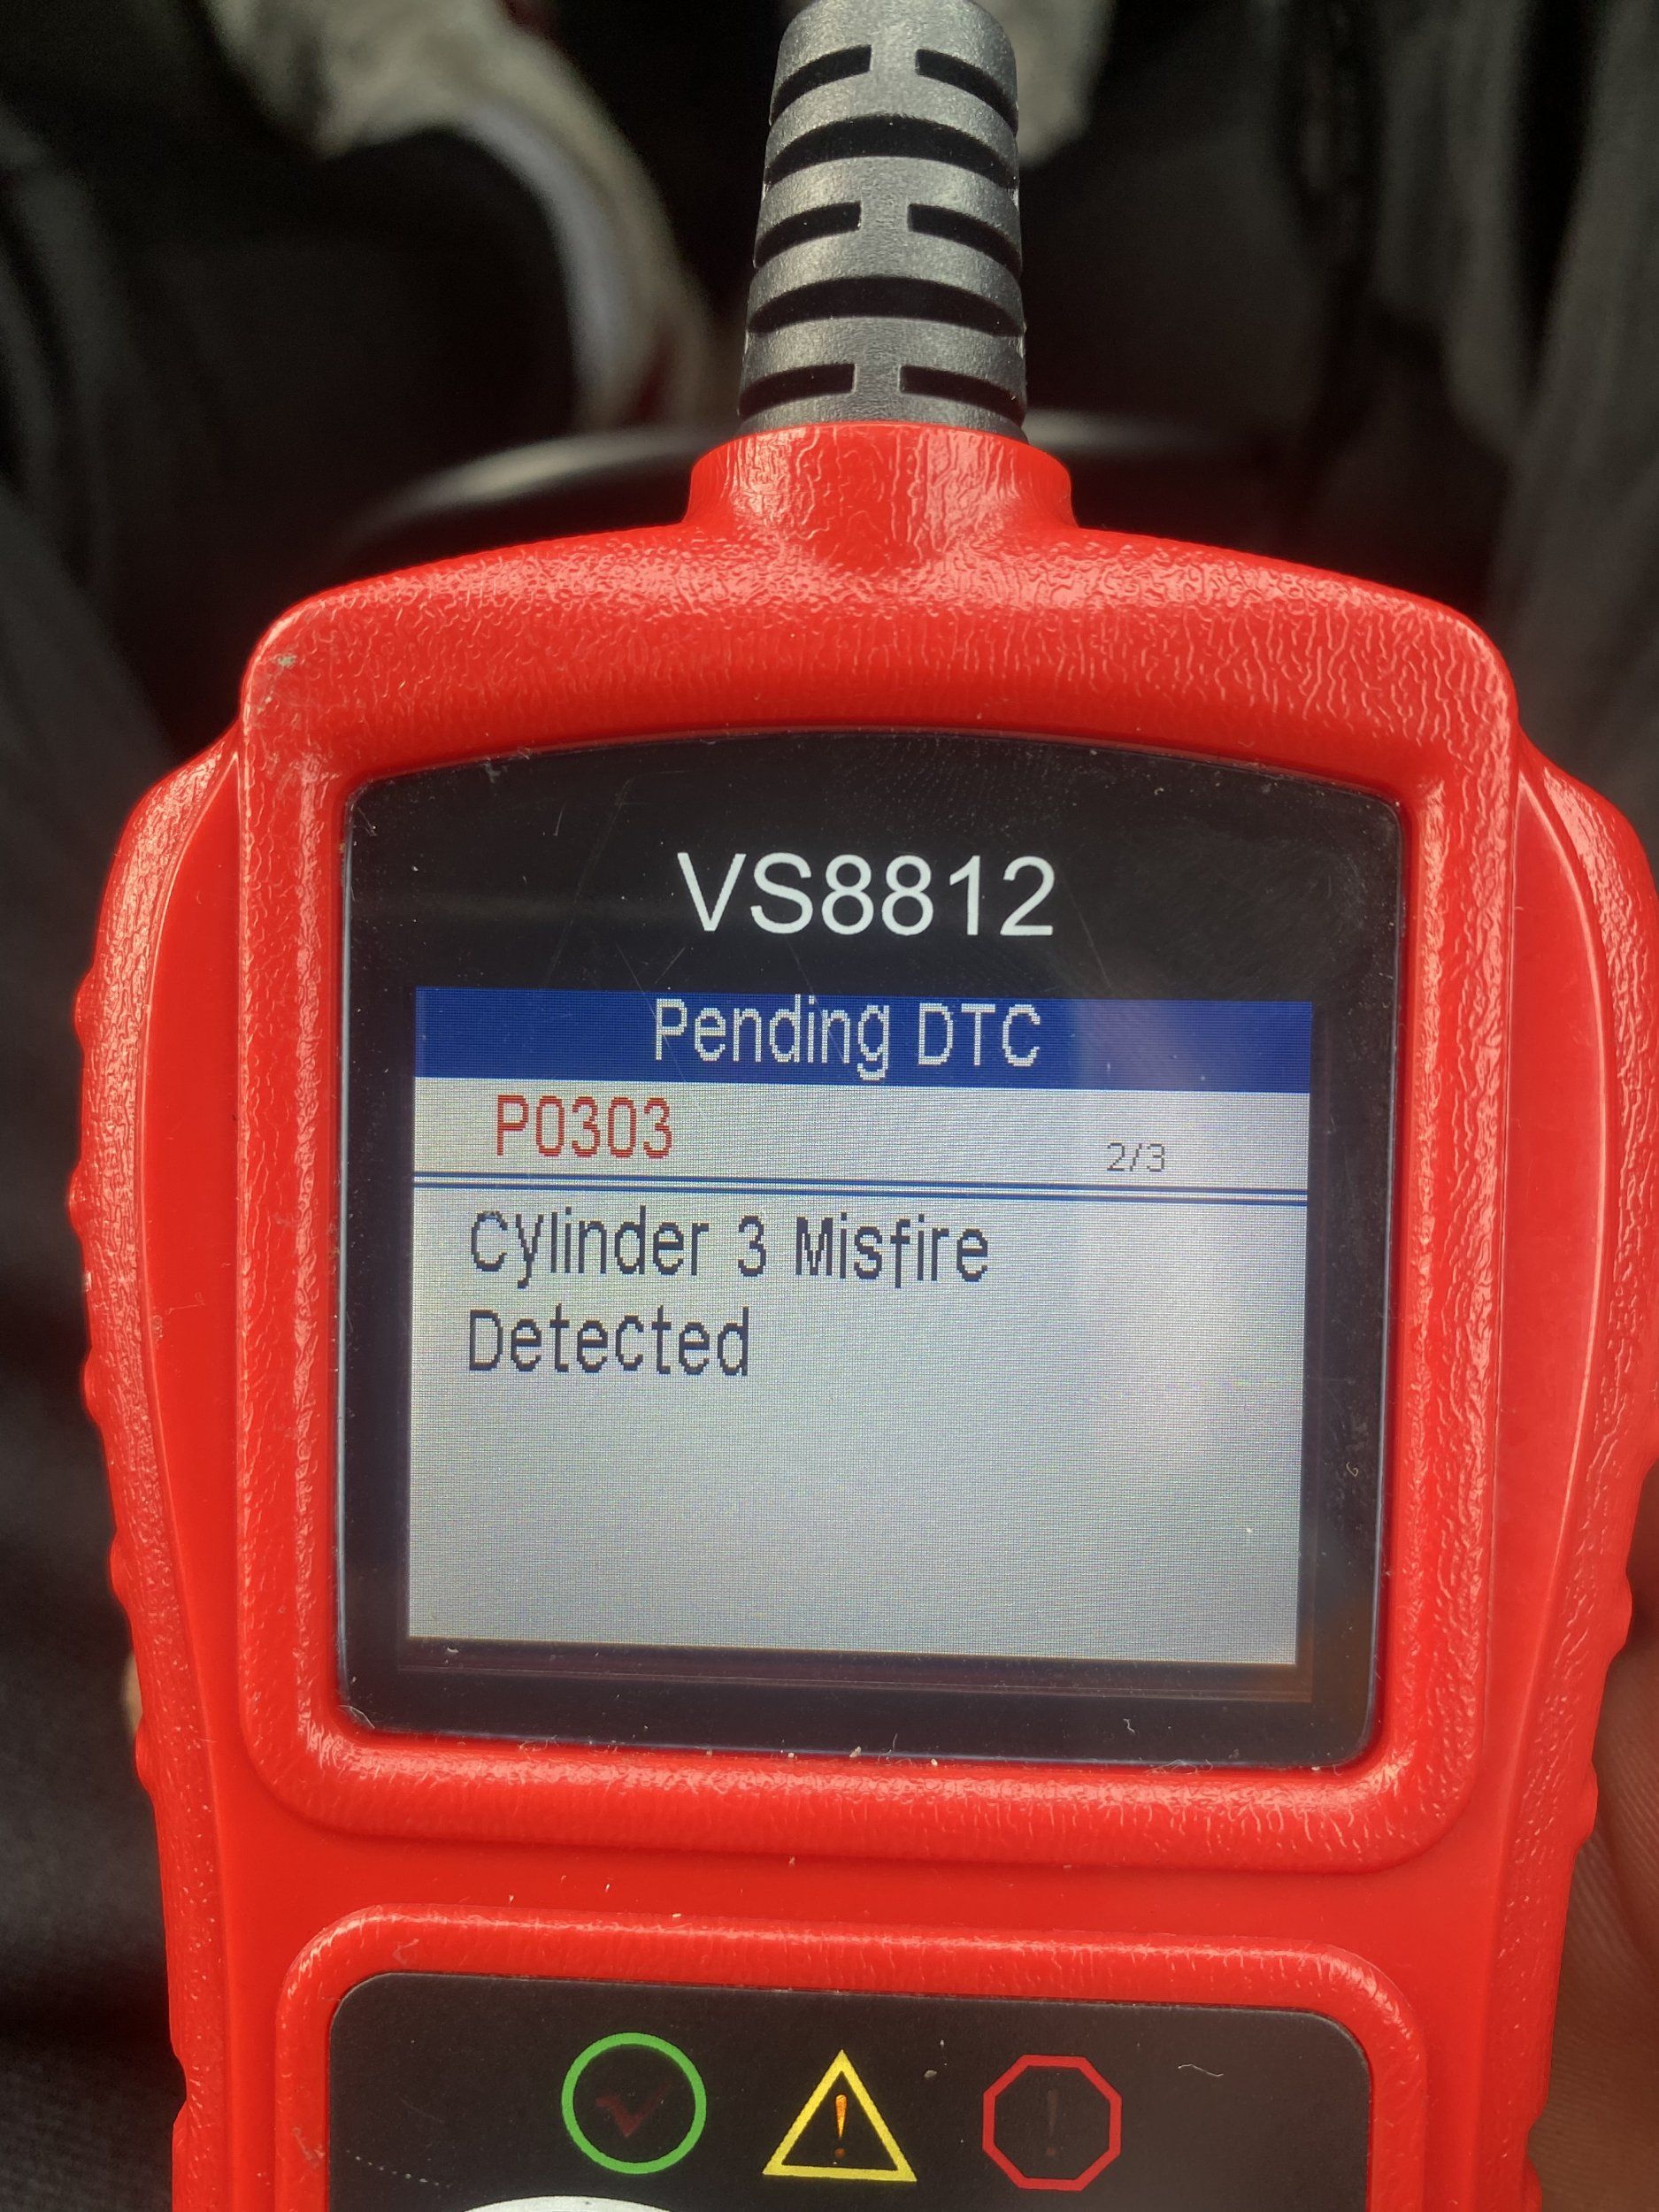 VS8812
Pending DTC
P0303
2/3
Cylinder 3 Misfire
Detected